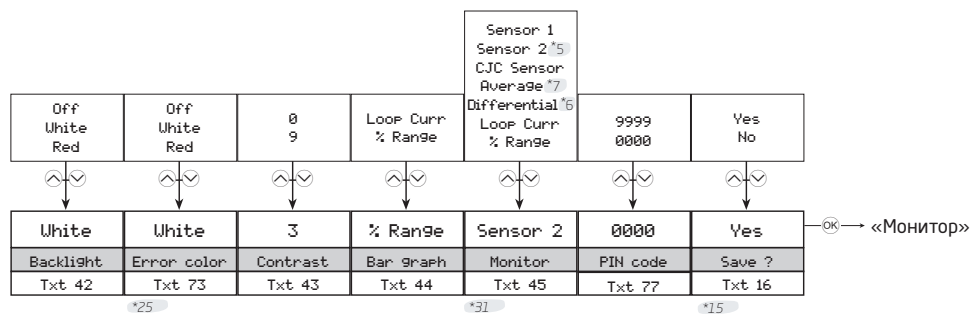 Sensor 1
Sensor 2 *5
CJC Sensor
Average *7
Differential *6
Loop Curr
% Range
Off
White
Red
Off
White
Red
0
9
Loop Curr
% Range
9999
0000
Yes
No
White White 3 % Range Sensor 2 0000 Yes OK «Монитор»
Backlight Error color Contrast Bar graph Monitor PIN code Save ?
Txt 42 Txt 73 Txt 43 Txt 44 Txt 45 Txt 77 Txt 16
*25 *31 *15